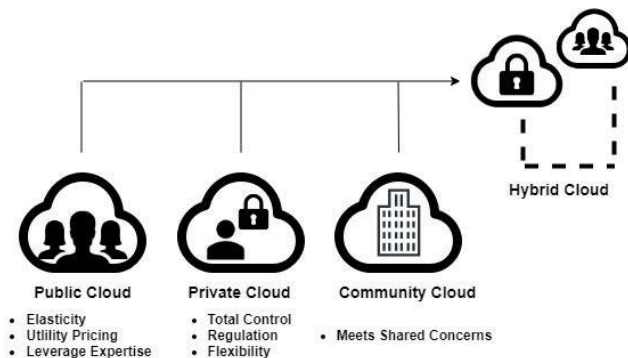 Hybrid Cloud
Public Cloud
Private Cloud
Community Cloud
• Elasticity
• Utlility Pricing
• Leverage Expertise
• Total Control
• Regulation
• Flexibility
• Meets Shared Concerns